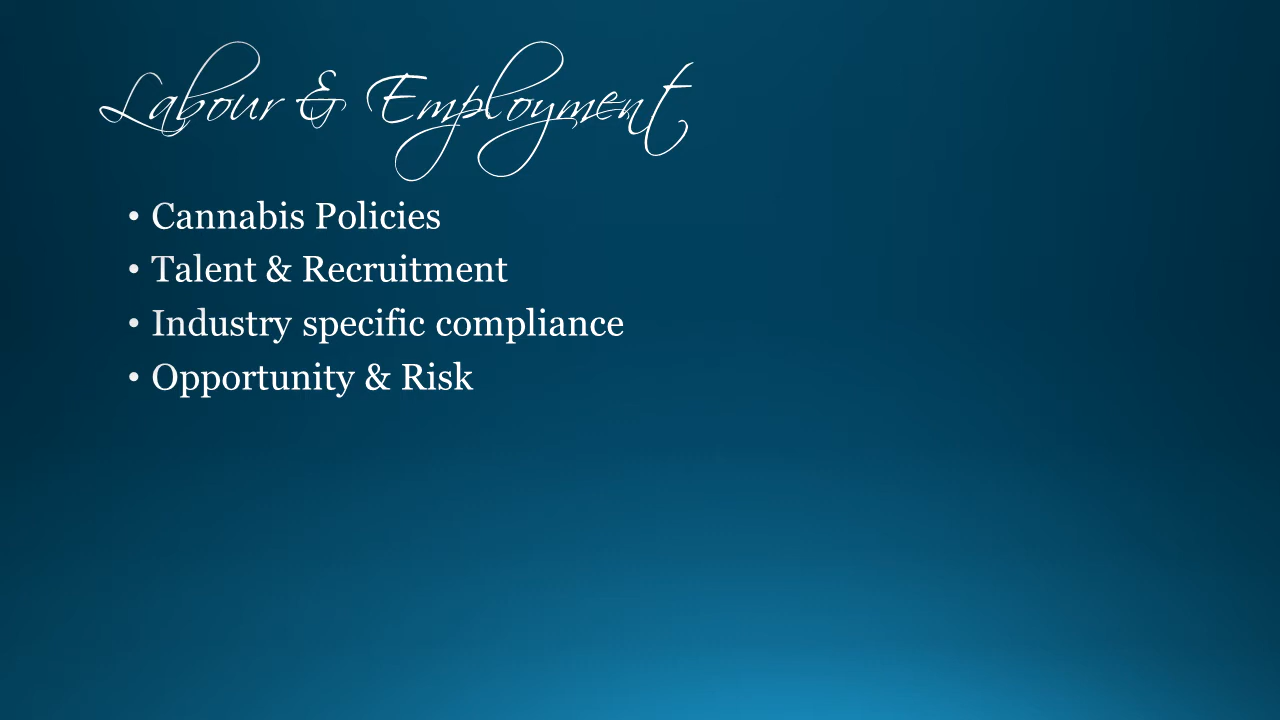 Labour & Employment
• Cannabis Policies
• Talent & Recruitment
• Industry specific compliance
• Opportunity & Risk